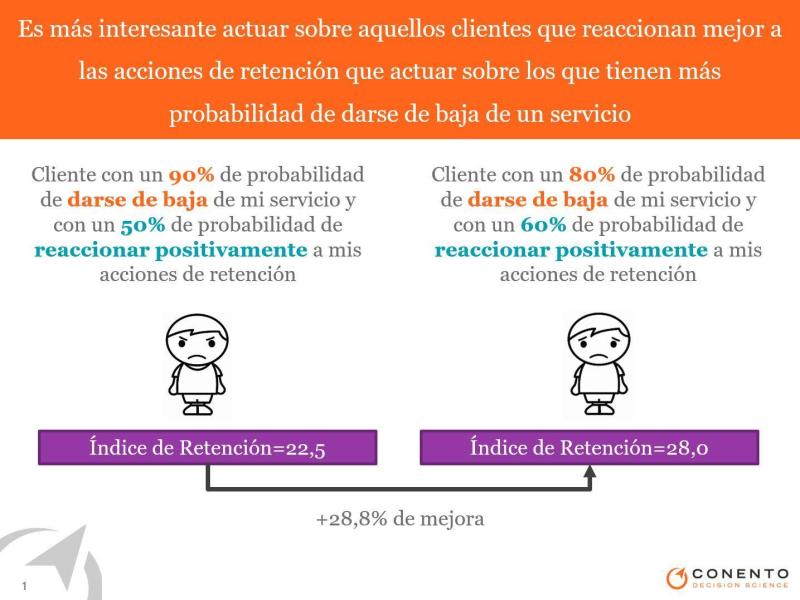 Es más interesante actuar sobre aquellos clientes que reaccionan mejor a
las acciones de retención que actuar sobre los que tienen más
probabilidad de darse de baja de un servicio
Cliente con un 90% de probabilidad
de darse de baja de mi servicio y
con un 50% de probabilidad de
reaccionar positivamente a mis
acciones de retención
Cliente con un 80% de probabilidad
de darse de baja de mi servicio y
con un 60% de probabilidad de
reaccionar positivamente a mis
acciones de retención
Índice de Retención=22,5
Índice de Retención=28,0
+28,8% de mejora
1
CONENTO
DECISION SCIENCE